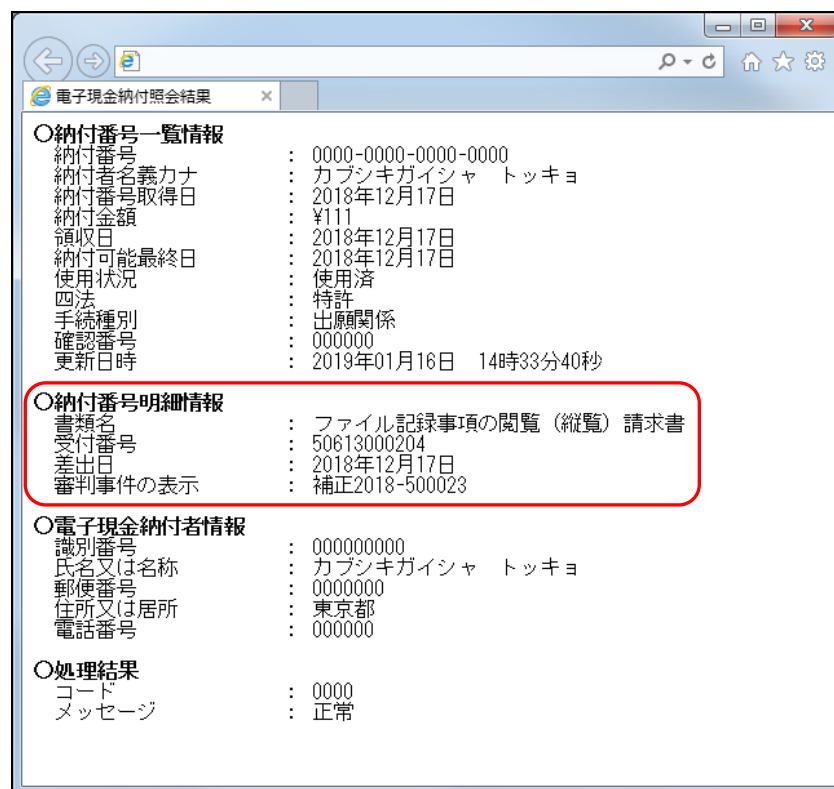 電子現金納付照会結果
○納付番号一覧情報
納付番号 : 0000-0000-0000-0000
納付者名義カナ : カブシキガイシャ トッキョ
納付番号取得日 : 2018年12月17日
納付金額 : ¥111
領収日 : 2018年12月17日
納付可能最終日 : 2018年12月17日
使用状況 : 使用済
四法 : 特許
手続種別 : 出願関係
確認番号 : 000000
更新日時 : 2019年01月16日 14時33分40秒
○納付番号明細情報
書類名 : ファイル記録事項の閲覧（縦覧）請求書
受付番号 : 50613000204
差出日 : 2018年12月17日
審判事件の表示 : 補正2018-500023
○電子現金納付者情報
識別番号 : 000000000
氏名又は名称 : カブシキガイシャ トッキョ
郵便番号 : 0000000
住所又は居所 : 東京都
電話番号 : 000000
○処理結果
コード : 0000
メッセージ : 正常